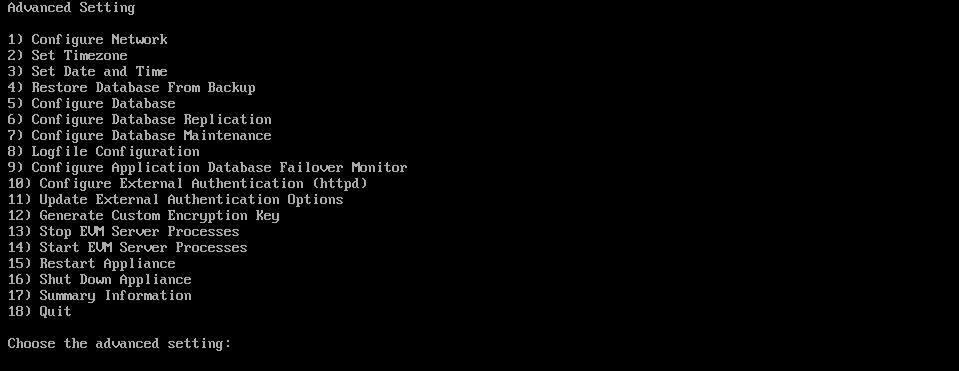 Advanced Setting
1) Configure Network
2) Set Timezone
3) Set Date and Time
4) Restore Database From Backup
5) Configure Database
6) Configure Database Replication
7) Configure Database Maintenance
8) Logfile Configuration
9) Configure Application Database Failover Monitor
10) Configure External Authentication (httpd)
11) Update External Authentication Options
12) Generate Custom Encryption Key
13) Stop EVM Server Processes
14) Start EVM Server Processes
15) Restart Appliance
16) Shut Down Appliance
17) Summary Information
18) Quit
Choose the advanced setting: